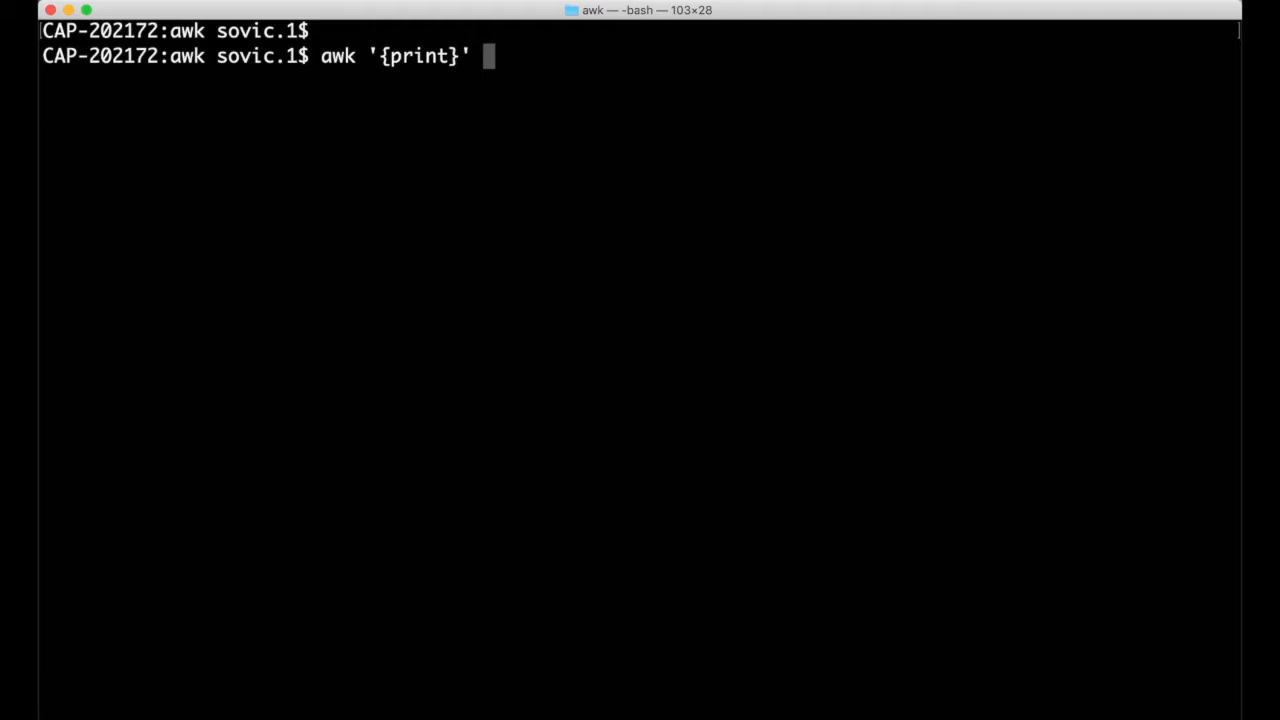 awk — -bash — 103×28
[CAP-202172:awk sovic.1$ ]
CAP-202172:awk sovic.1$ awk '{print}'